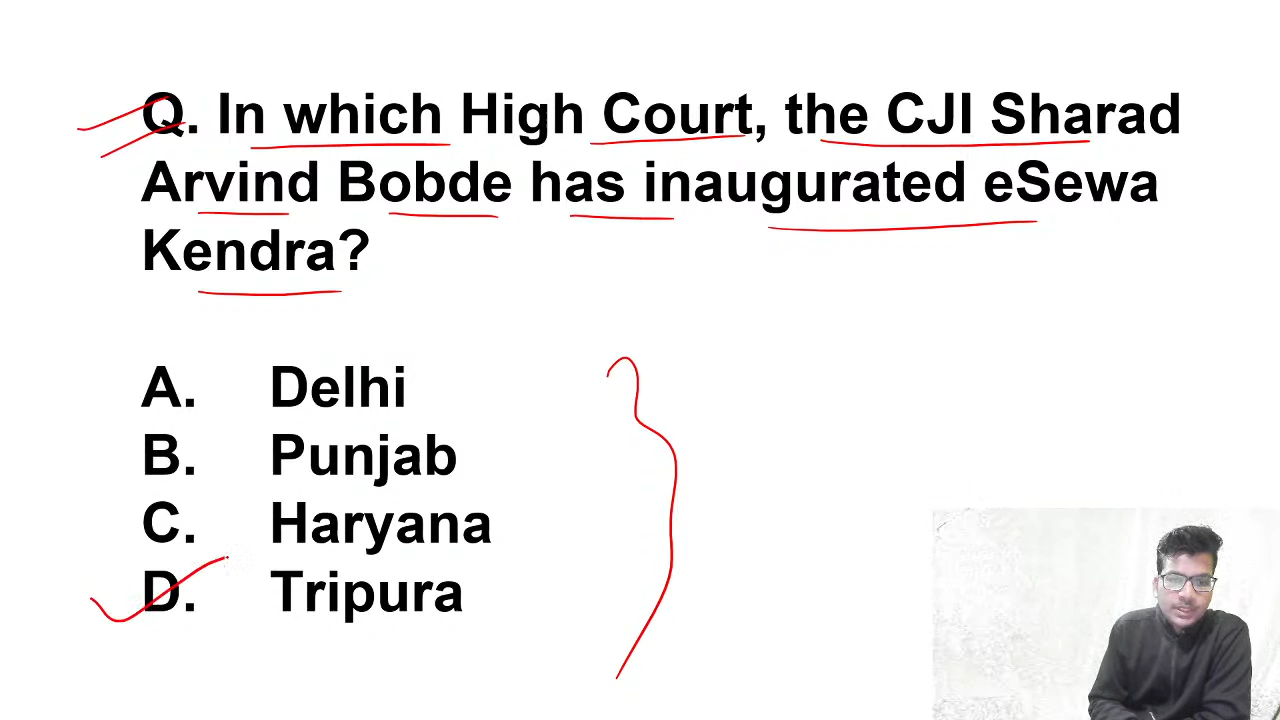 Q. In which High Court, the CJI Sharad
Arvind Bobde has inaugurated eSewa
Kendra?
A. Delhi
B. Punjab
C. Haryana
D. Tripura